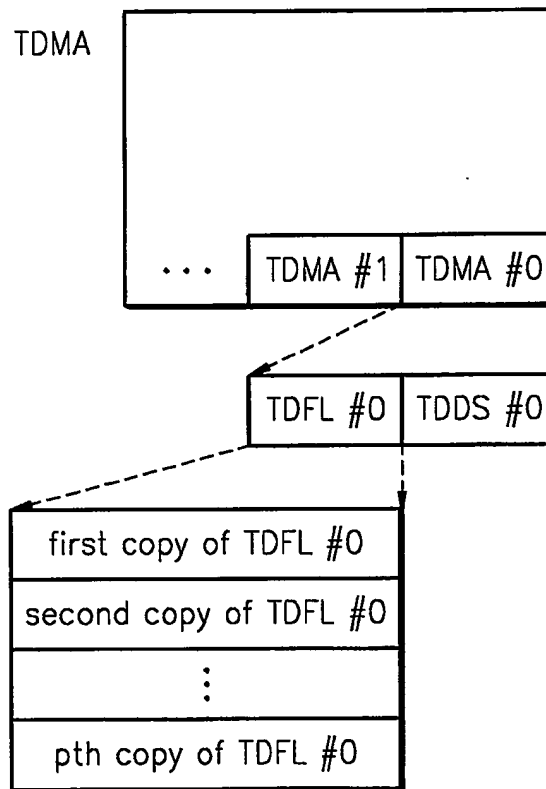 TDMA
... TDMA #1 TDMA #0
TDFL #0 TDDS #0
first copy of TDFL #0
second copy of TDFL #0
⋮
pth copy of TDFL #0